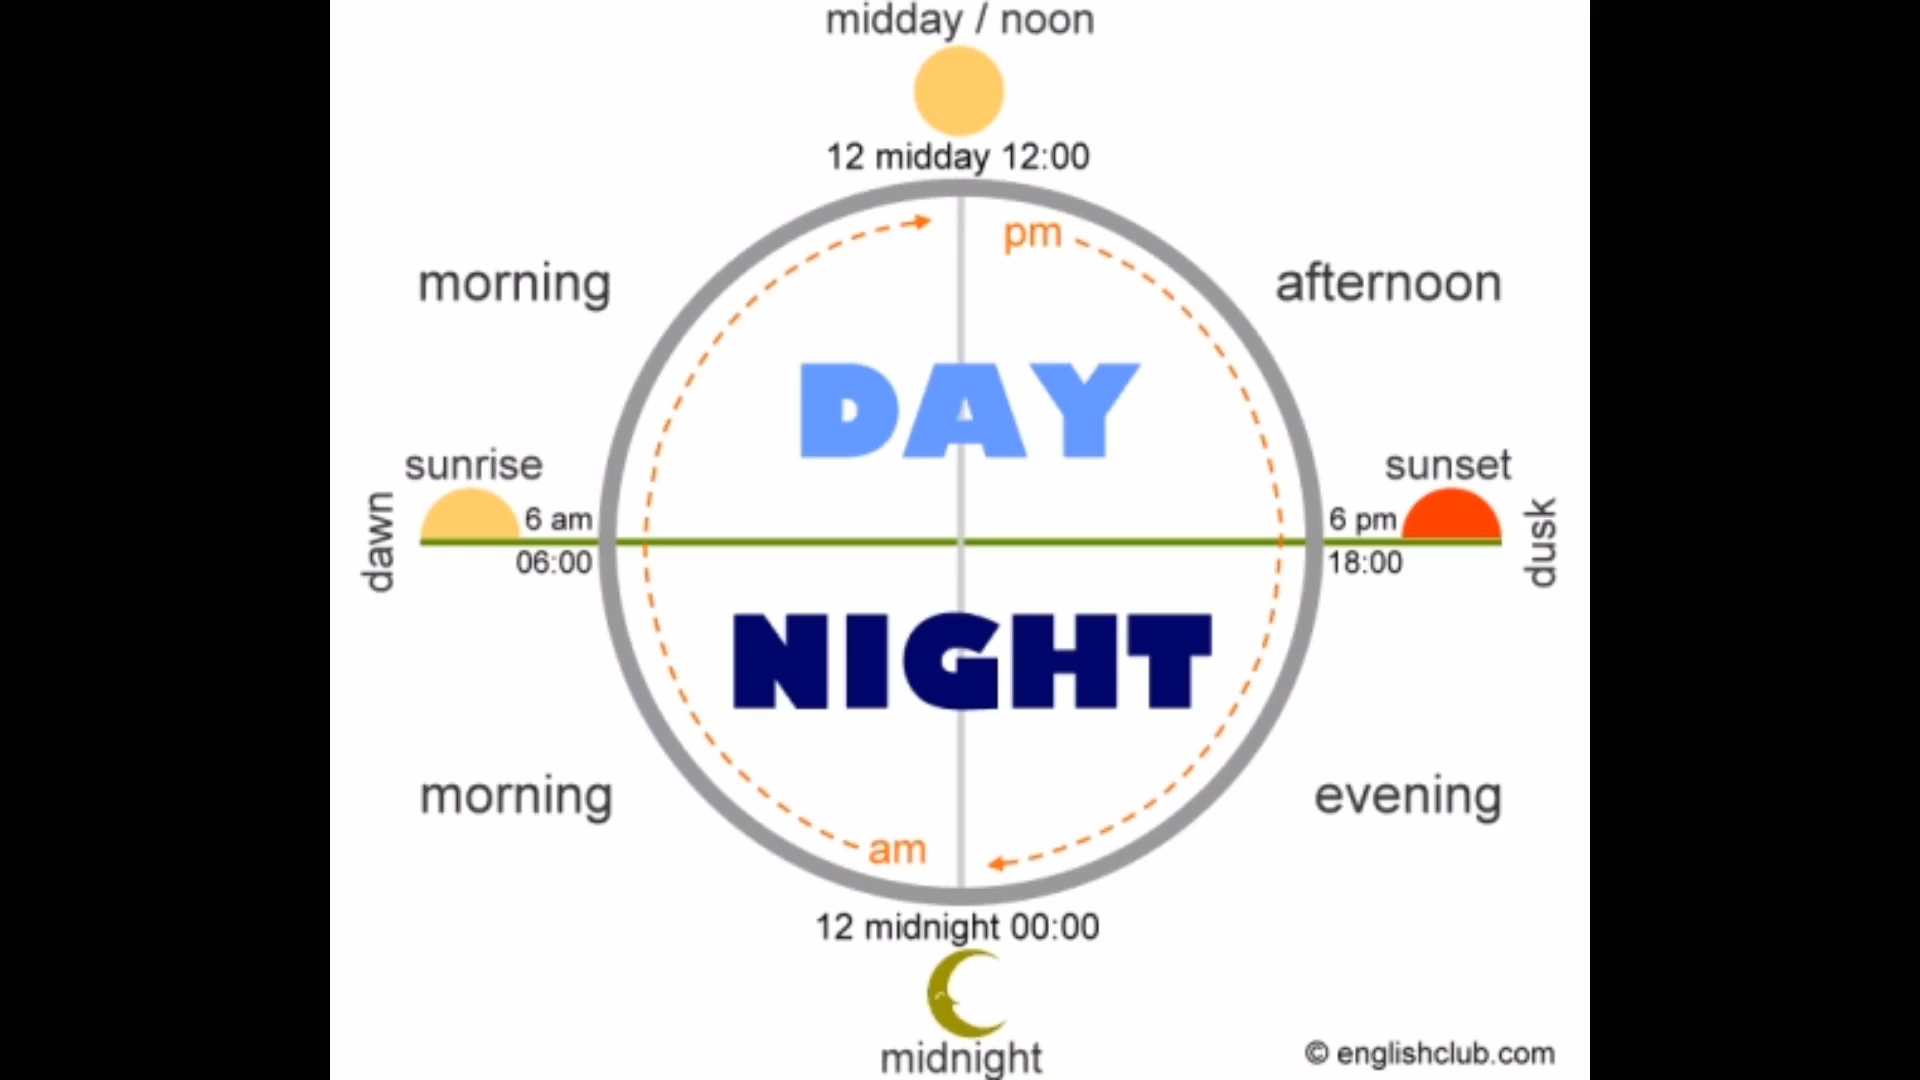 midday / noon
12 midday 12:00
pm
morning
afternoon
DAY
sunrise
sunset
dawn
6 am
6 pm
dusk
06:00
18:00
NIGHT
morning
evening
am
12 midnight 00:00
midnight
© englishclub.com